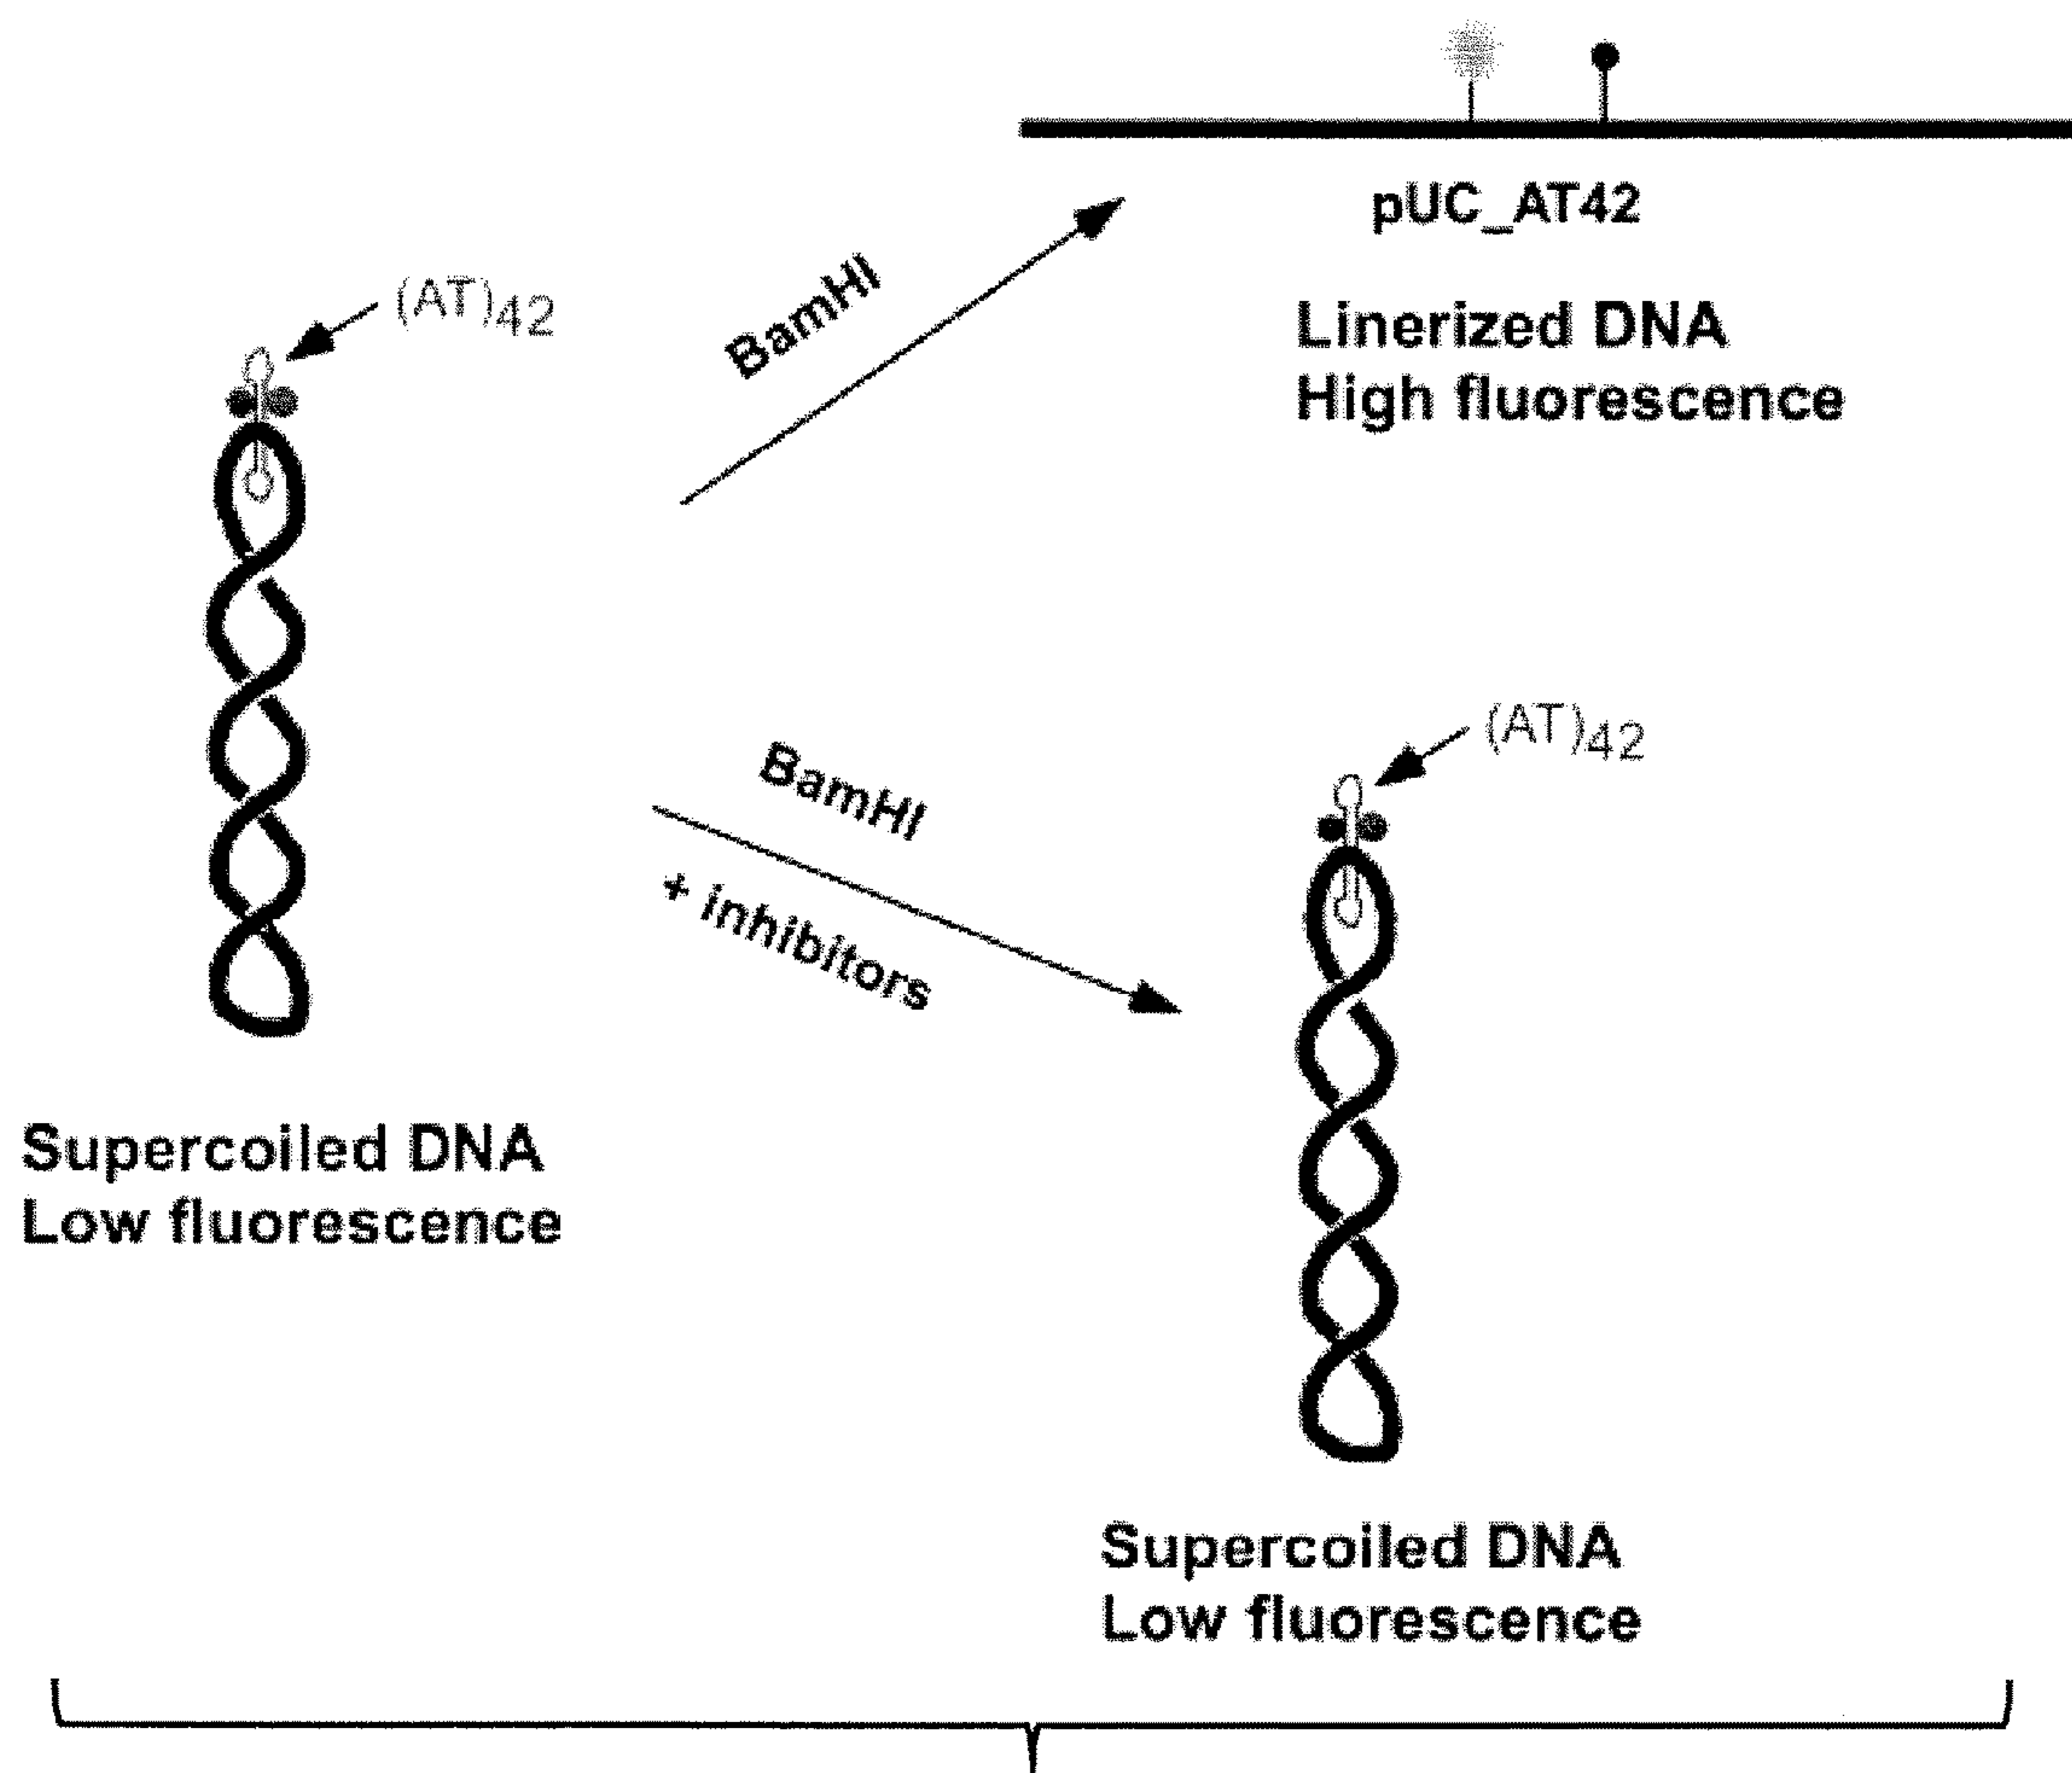 pUC_AT42
Linerized DNA
High fluorescence
BamHI
(AT)42
Supercoiled DNA
Low fluorescence
BamHI
+ inhibitors
(AT)42
Supercoiled DNA
Low fluorescence